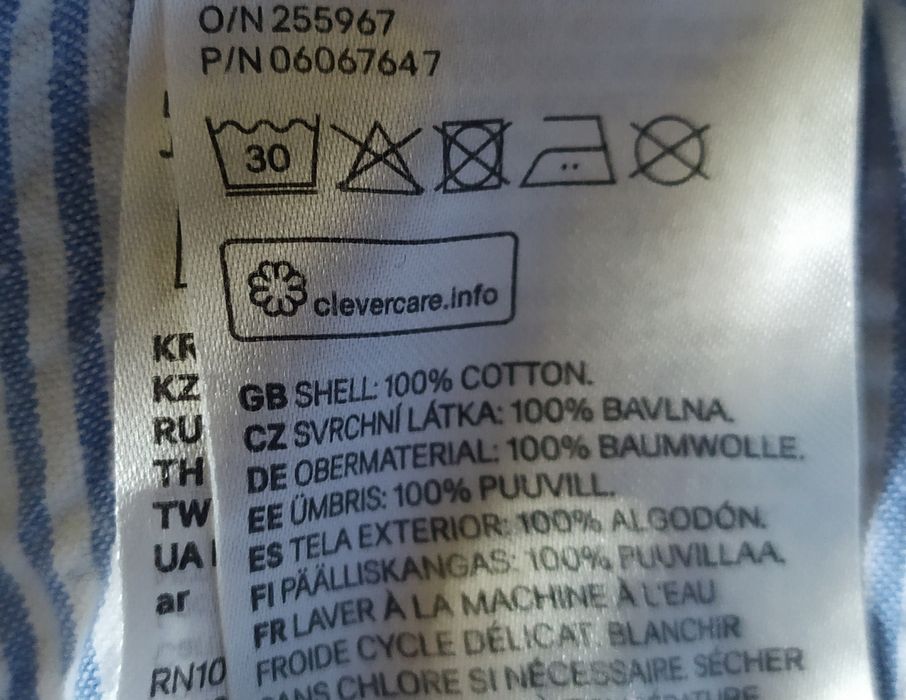 O/N 255967
P/N 06067647
30
clevercare.info
GB SHELL: 100% COTTON.
CZ SVRCHNÍ LÁTKA: 100% BAVLNA.
DE OBERMATERIAL: 100% BAUMWOLLE.
EE ÜMBRIS: 100% PUUVILL.
ES TELA EXTERIOR: 100% ALGODÓN.
FI PÄÄLLISKANGAS: 100% PUUVILLAA.
FR LAVER À LA MACHINE À L'EAU
FROIDE CYCLE DÉLICAT. BLANCHIR
SANS CHLORE SI NÉCESSAIRE. SÉCHER
KR
KZ
RU
TH
TW
UA
ar
RN10